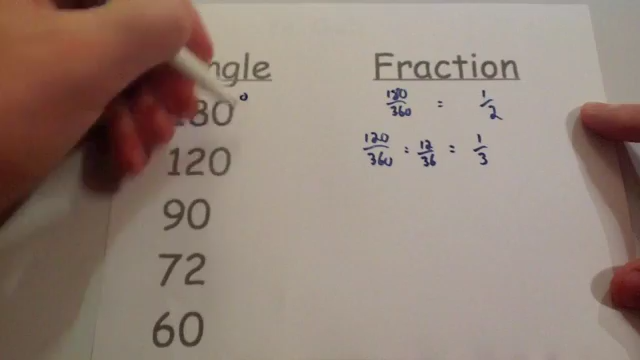 ngle Fraction
180° 180/360 = 1/2
120 120/360 = 12/36 = 1/3
90
72
60